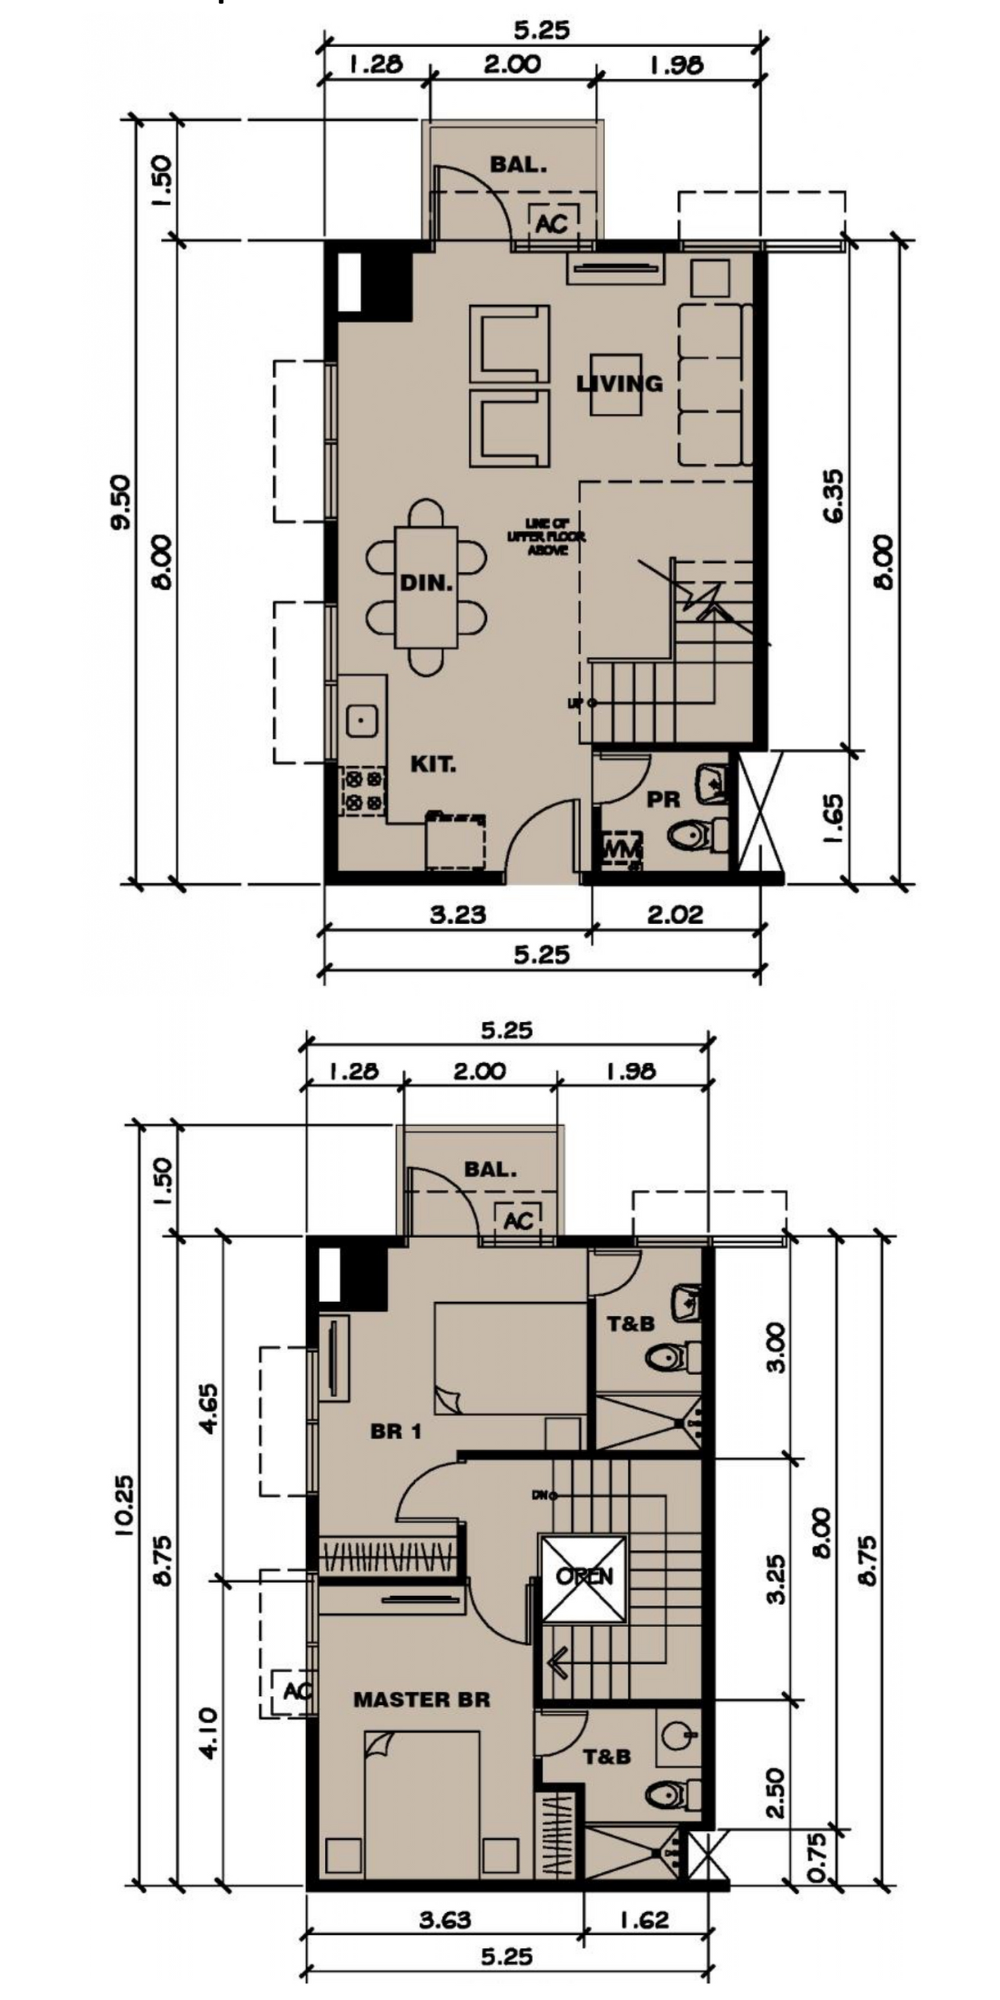 5.25
1.28 2.00 1.98
BAL.
1.50
AC
LIVING
9.50
8.00
6.35
8.00
LINE OF
UPPER FLOOR
ABOVE
DIN.
UP
KIT.
PR
WM
1.65
3.23 2.02
5.25
5.25
1.28 2.00 1.98
BAL.
1.50
AC
T&B
3.00
4.65
BR 1
10.25
8.75
DN
OPEN
3.25
8.00
8.75
AC
MASTER BR
4.10
T&B
2.50
0.75
3.63 1.62
5.25